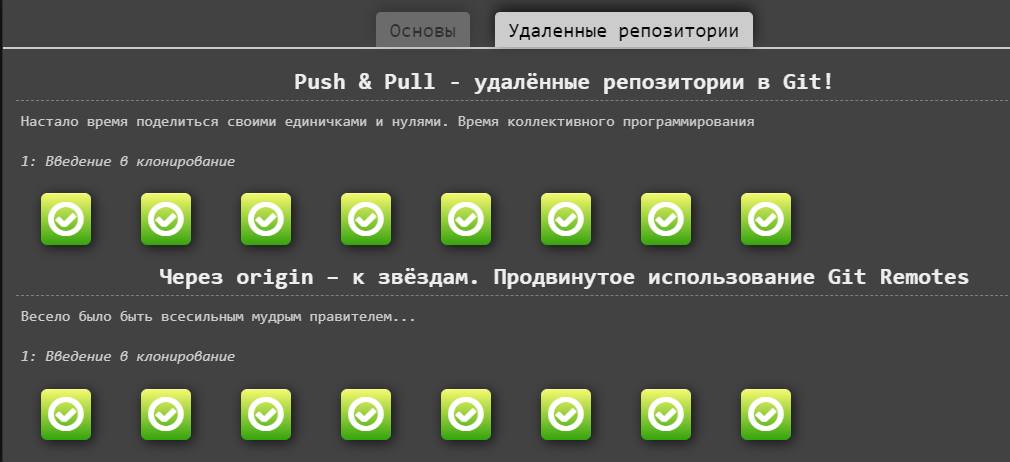 Основы
Удаленные репозитории
Push & Pull - удалённые репозитории в Git!
Настало время поделиться своими единичками и нулями. Время коллективного программирования
1: Введение в клонирование
Через origin – к звёздам. Продвинутое использование Git Remotes
Весело было быть всесильным мудрым правителем...
1: Введение в клонирование